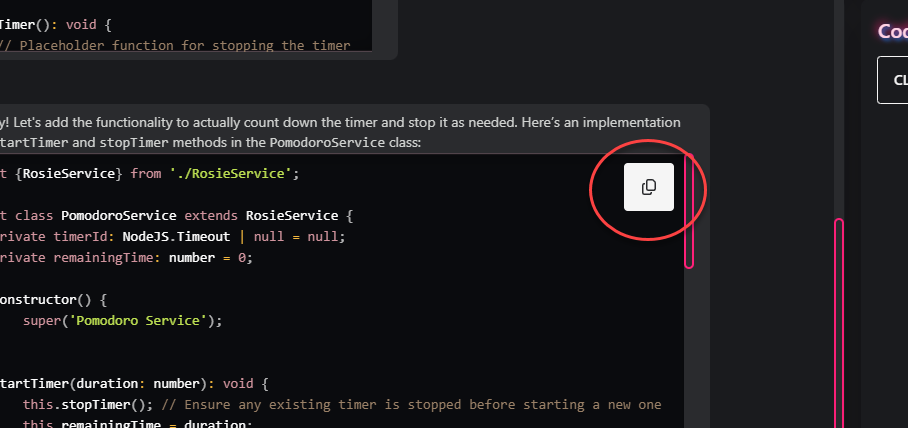 Timer(): void {
// Placeholder function for stopping the timer
Coo
CL
y! Let's add the functionality to actually count down the timer and stop it as needed. Here's an implementation
tartTimer and stopTimer methods in the PomodoroService class:
t {RosieService} from './RosieService';
t class PomodoroService extends RosieService {
rivate timerId: NodeJS.Timeout | null = null;
rivate remainingTime: number = 0;
onstructor() {
super('Pomodoro Service');
tartTimer(duration: number): void {
this.stopTimer(); // Ensure any existing timer is stopped before starting a new one
this.remainingTime = duration;